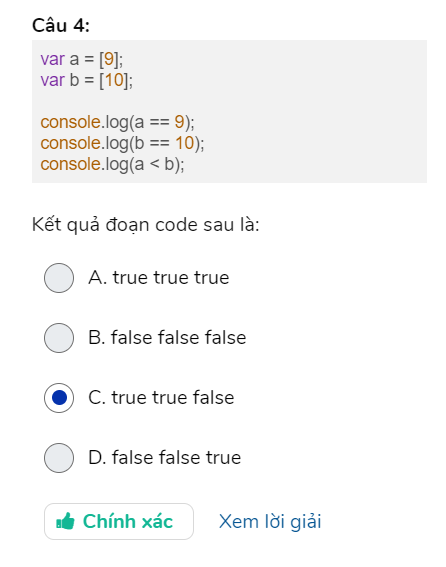 Câu 4:
var a = [9];
var b = [10];
console.log(a == 9);
console.log(b == 10);
console.log(a < b);
Kết quả đoạn code sau là:
A. true true true
B. false false false
C. true true false
D. false false true
Chính xác Xem lời giải